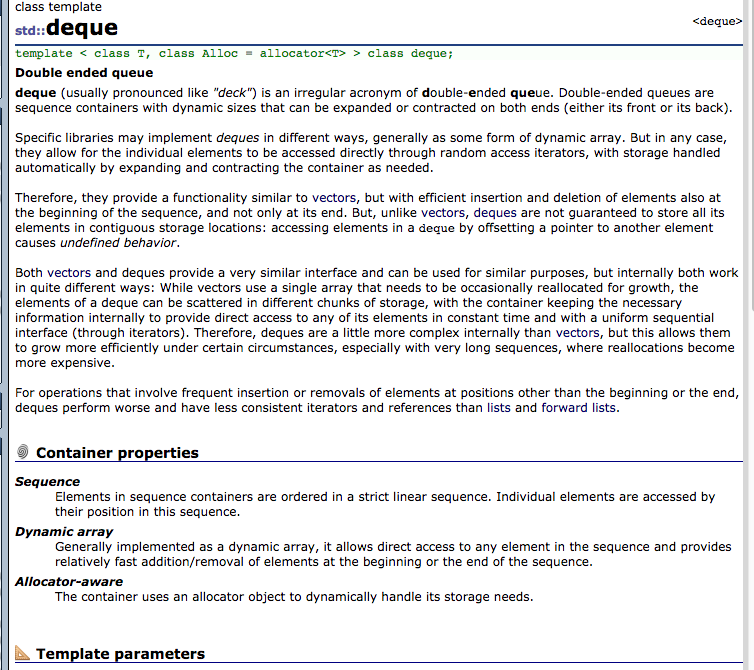 class template
<deque>
std::deque
template < class T, class Alloc = allocator<T> > class deque;
Double ended queue
deque (usually pronounced like "deck") is an irregular acronym of double-ended queue. Double-ended queues are
sequence containers with dynamic sizes that can be expanded or contracted on both ends (either its front or its back).
Specific libraries may implement deques in different ways, generally as some form of dynamic array. But in any case,
they allow for the individual elements to be accessed directly through random access iterators, with storage handled
automatically by expanding and contracting the container as needed.
Therefore, they provide a functionality similar to vectors, but with efficient insertion and deletion of elements also at
the beginning of the sequence, and not only at its end. But, unlike vectors, deques are not guaranteed to store all its
elements in contiguous storage locations: accessing elements in a deque by offsetting a pointer to another element
causes undefined behavior.
Both vectors and deques provide a very similar interface and can be used for similar purposes, but internally both work
in quite different ways: While vectors use a single array that needs to be occasionally reallocated for growth, the
elements of a deque can be scattered in different chunks of storage, with the container keeping the necessary
information internally to provide direct access to any of its elements in constant time and with a uniform sequential
interface (through iterators). Therefore, deques are a little more complex internally than vectors, but this allows them
to grow more efficiently under certain circumstances, especially with very long sequences, where reallocations become
more expensive.
For operations that involve frequent insertion or removals of elements at positions other than the beginning or the end,
deques perform worse and have less consistent iterators and references than lists and forward lists.
Container properties
Sequence
Elements in sequence containers are ordered in a strict linear sequence. Individual elements are accessed by
their position in this sequence.
Dynamic array
Generally implemented as a dynamic array, it allows direct access to any element in the sequence and provides
relatively fast addition/removal of elements at the beginning or the end of the sequence.
Allocator-aware
The container uses an allocator object to dynamically handle its storage needs.
Template parameters